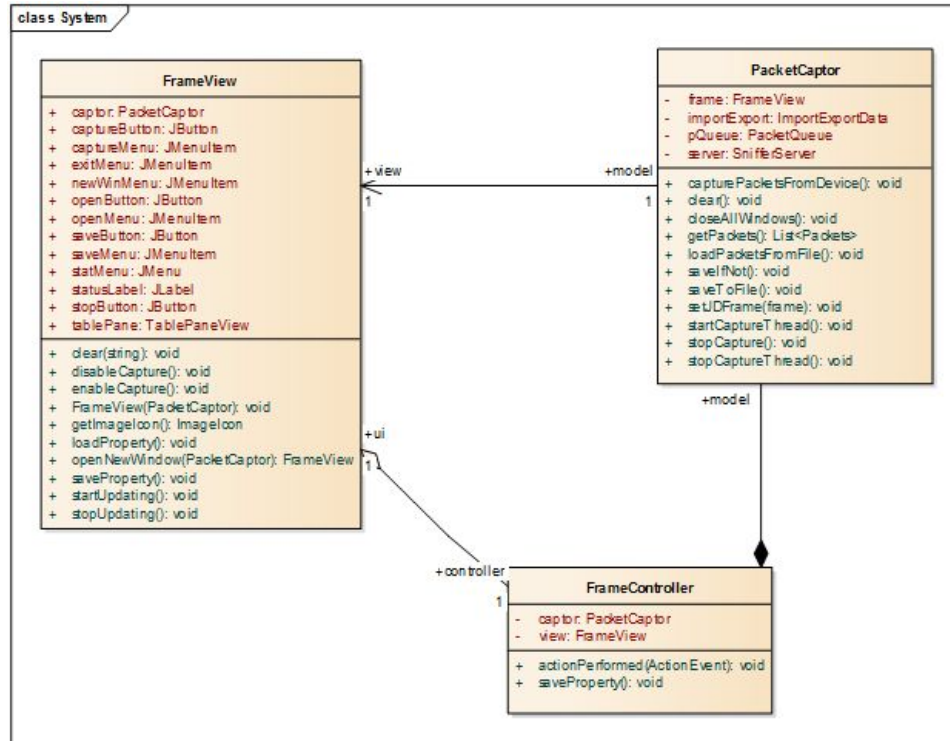 class System
FrameView
+ captor: PacketCaptor
+ captureButton: JButton
+ captureMenu: JMenuItem
+ exitMenu: JMenuItem
+ newWinMenu: JMenuItem
+ openButton: JButton
+ openMenu: JMenuItem
+ saveButton: JButton
+ saveMenu: JMenuItem
+ statMenu: JMenu
+ statusLabel: JLabel
+ stopButton: JButton
+ tablePane: TablePaneView
+ clear(string): void
+ disableCapture(): void
+ enableCapture(): void
+ FrameView(PacketCaptor): void
+ getImageIcon(): ImageIcon
+ loadProperty(): void
+ openNewWindow(PacketCaptor): FrameView
+ saveProperty(): void
+ startUpdating(): void
+ stopUpdating(): void
+view
1
+model
1
PacketCaptor
- frame: FrameView
- importExport: ImportExportData
- pQueue: PacketQueue
- server: SnifferServer
+ capturePacketsFromDevice(): void
+ clear(): void
+ closeAllWindows(): void
+ getPackets(): List<Packets>
+ loadPacketsFromFile(): void
+ saveIfNot(): void
+ saveToFile(): void
+ setJDFrame(frame): void
+ startCaptureThread(): void
+ stopCapture(): void
+ stopCaptureThread(): void
+model
+ui
1
+controller
1
FrameController
- captor: PacketCaptor
- view: FrameView
+ actionPerformed(ActionEvent): void
+ saveProperty(): void